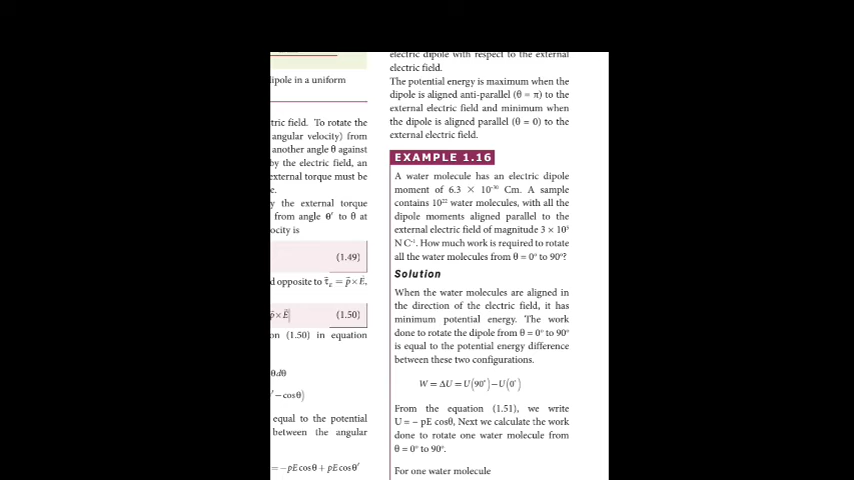 dipole in a uniform
tric field. To rotate the
angular velocity) from
another angle θ against
by the electric field, an
external torque must be
e.
y the external torque
from angle θ′ to θ at
ocity is
(1.49)
d opposite to τ⃗ᴇ = p⃗ × E⃗,
p⃗ × E⃗| (1.50)
on (1.50) in equation
θdθ
′ − cosθ)
equal to the potential
between the angular
= −pE cosθ + pE cosθ′
electric dipole with respect to the external
electric field.
The potential energy is maximum when the
dipole is aligned anti-parallel (θ = π) to the
external electric field and minimum when
the dipole is aligned parallel (θ = 0) to the
external electric field.
EXAMPLE 1.16
A water molecule has an electric dipole
moment of 6.3 × 10⁻³⁰ Cm. A sample
contains 10²² water molecules, with all the
dipole moments aligned parallel to the
external electric field of magnitude 3 × 10⁵
N C⁻¹. How much work is required to rotate
all the water molecules from θ = 0° to 90°?
Solution
When the water molecules are aligned in
the direction of the electric field, it has
minimum potential energy. The work
done to rotate the dipole from θ = 0° to 90°
is equal to the potential energy difference
between these two configurations.
W = ΔU = U(90°) − U(0°)
From the equation (1.51), we write
U = − pE cosθ, Next we calculate the work
done to rotate one water molecule from
θ = 0° to 90°.
For one water molecule